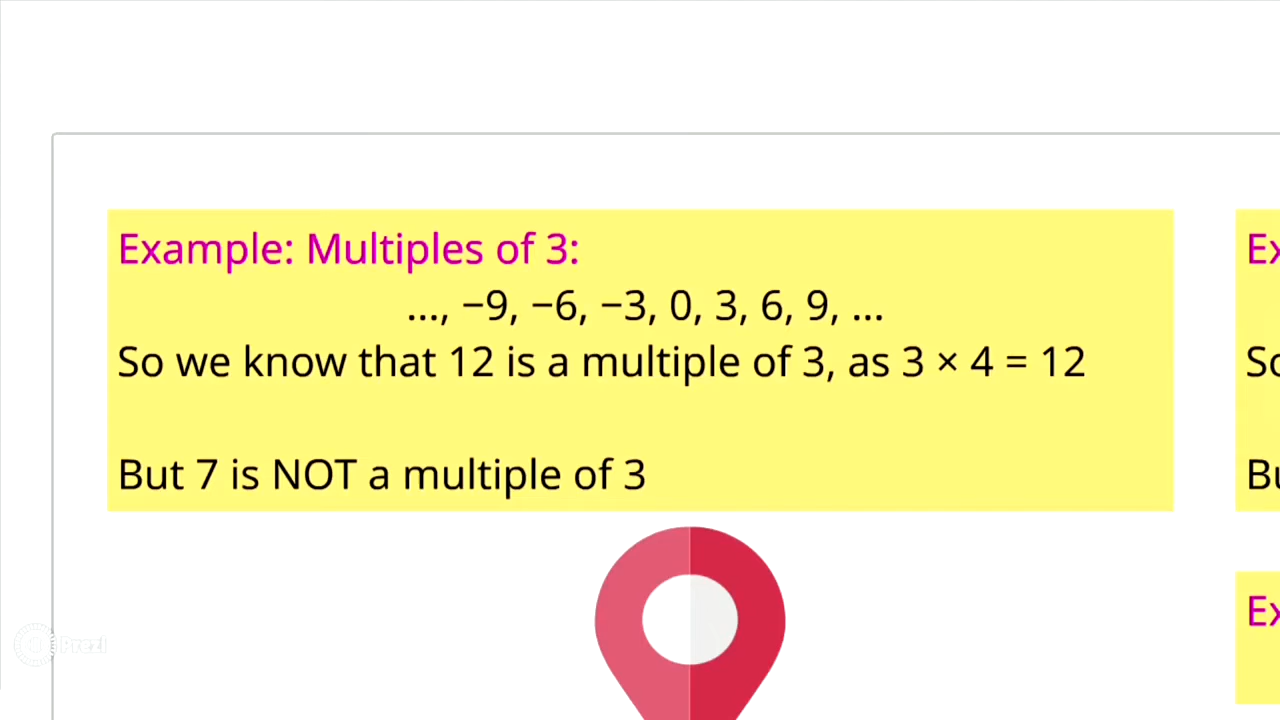 Example: Multiples of 3:
..., −9, −6, −3, 0, 3, 6, 9, ...
So we know that 12 is a multiple of 3, as 3 × 4 = 12
But 7 is NOT a multiple of 3
Prezi